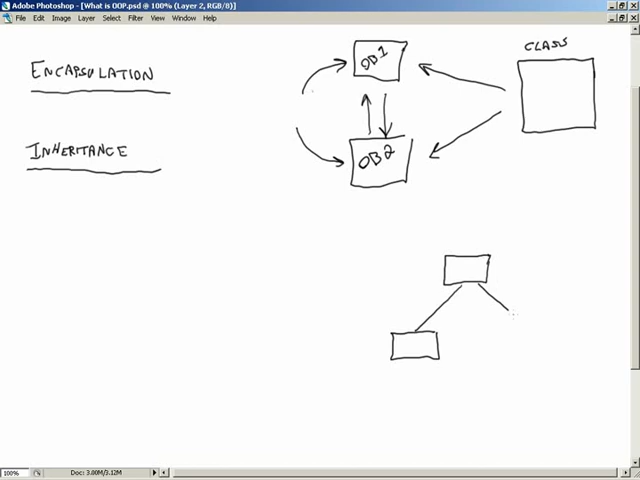 Adobe Photoshop - [What is OOP.psd @ 100% (Layer 2, RGB/8)]
File Edit Image Layer Select Filter View Window Help
CLASS
OB1
ENCAPSULATION
INHERITANCE
OB2
100% Doc: 3.00M/3.12M